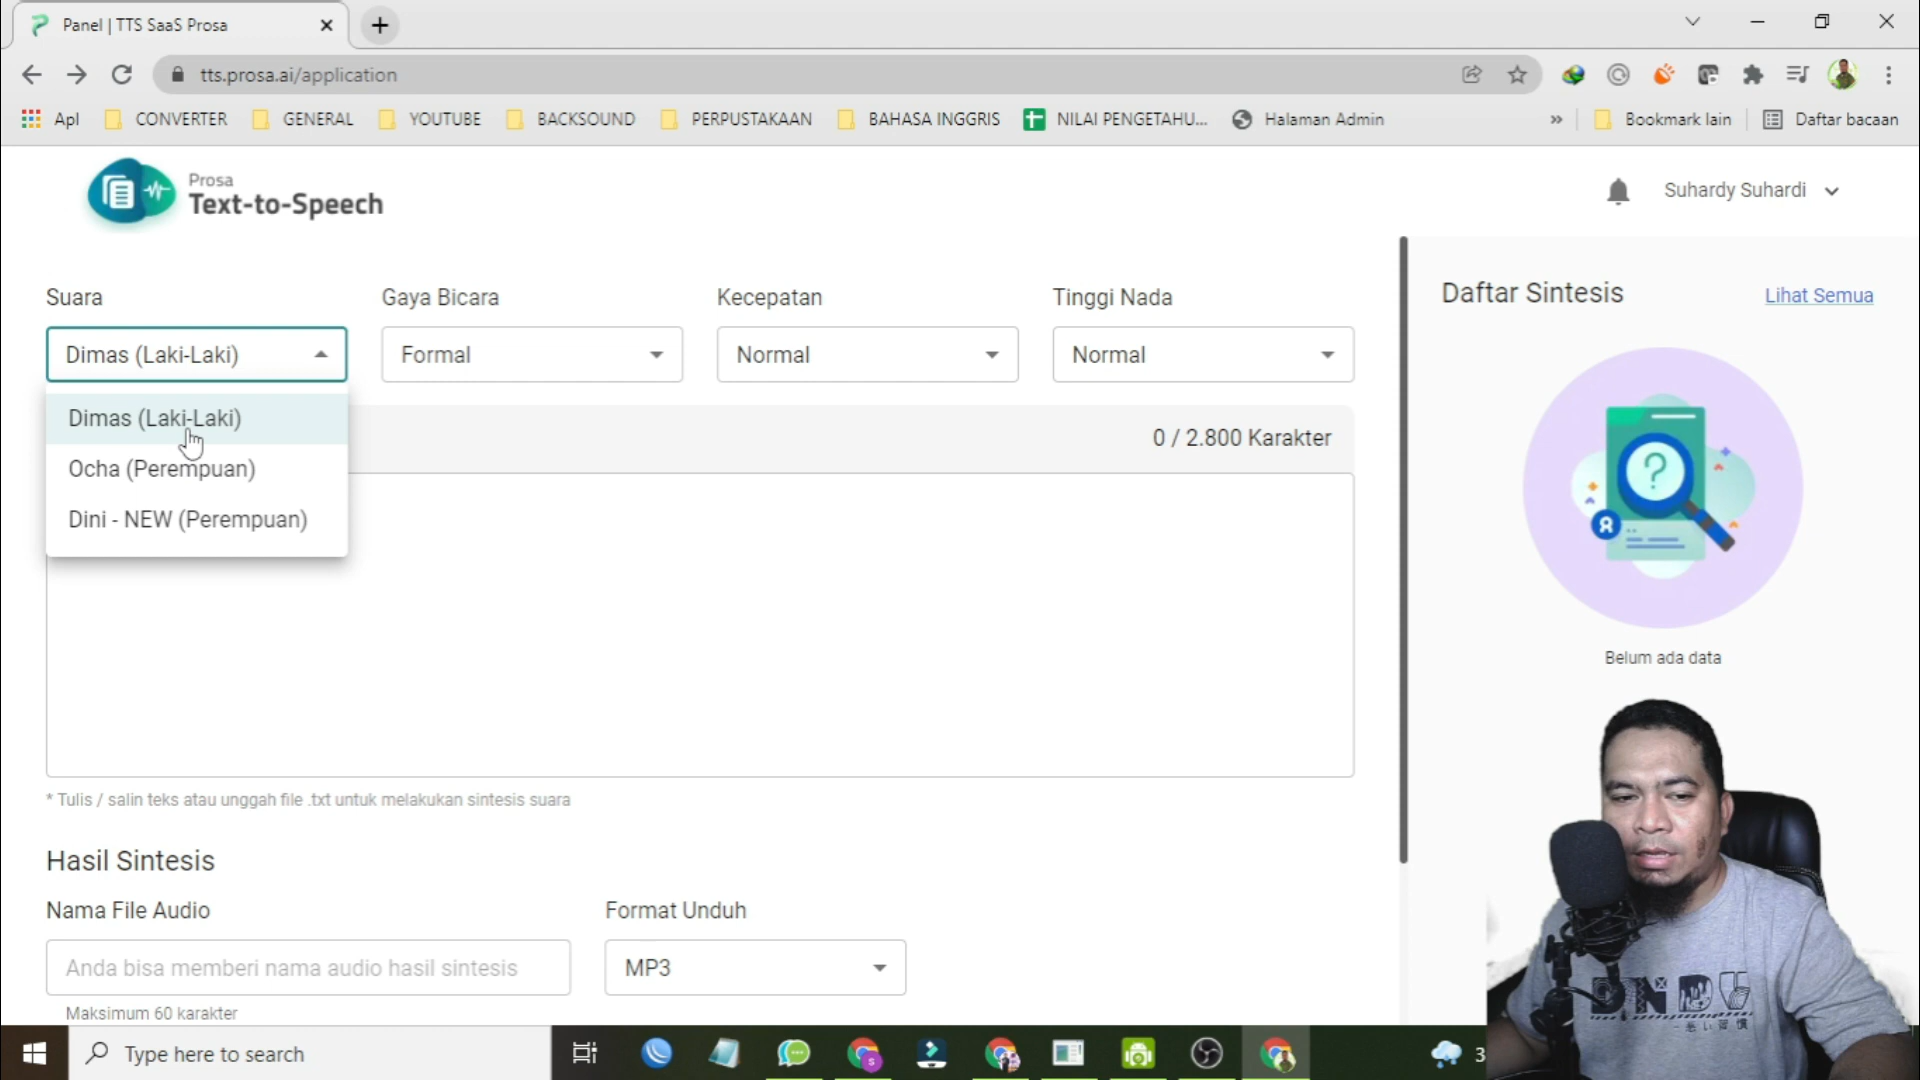 Panel | TTS SaaS Prosa
tts.prosa.ai/application
Apl
CONVERTER
GENERAL
YOUTUBE
BACKSOUND
PERPUSTAKAAN
BAHASA INGGRIS
NILAI PENGETAHU...
Halaman Admin
»
Bookmark lain
Daftar bacaan
Prosa
Text-to-Speech
Suhardy Suhardi
Suara
Gaya Bicara
Kecepatan
Tinggi Nada
Dimas (Laki-Laki)
Formal
Normal
Normal
Dimas (Laki-Laki)
Ocha (Perempuan)
Dini - NEW (Perempuan)
0 / 2.800 Karakter
* Tulis / salin teks atau unggah file .txt untuk melakukan sintesis suara
Hasil Sintesis
Nama File Audio
Format Unduh
Anda bisa memberi nama audio hasil sintesis
MP3
Maksimum 60 karakter
Daftar Sintesis
Lihat Semua
?
Belum ada data
Type here to search
3